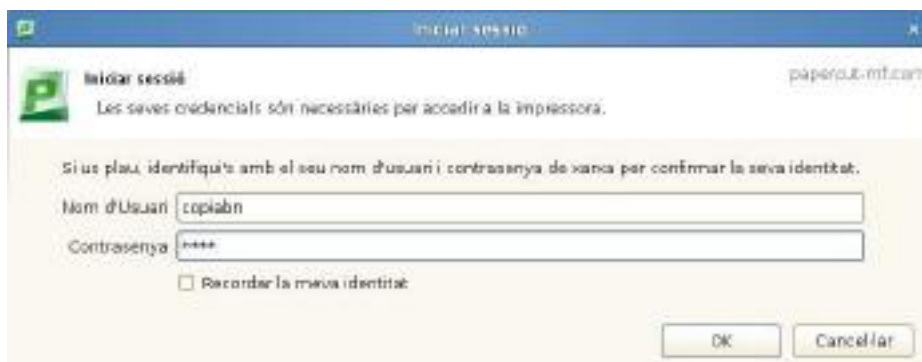 Iniciar sessió
Iniciar sessió
papercut-mf.com
Les seves credencials són necessàries per accedir a la impressora.
Si us plau, identifiqui's amb el seu nom d'usuari i contrasenya de xarxa per confirmar la seva identitat.
Nom d'Usuari copiabn
Contrasenya ****
Recordar la meva identitat
OK Cancel·lar